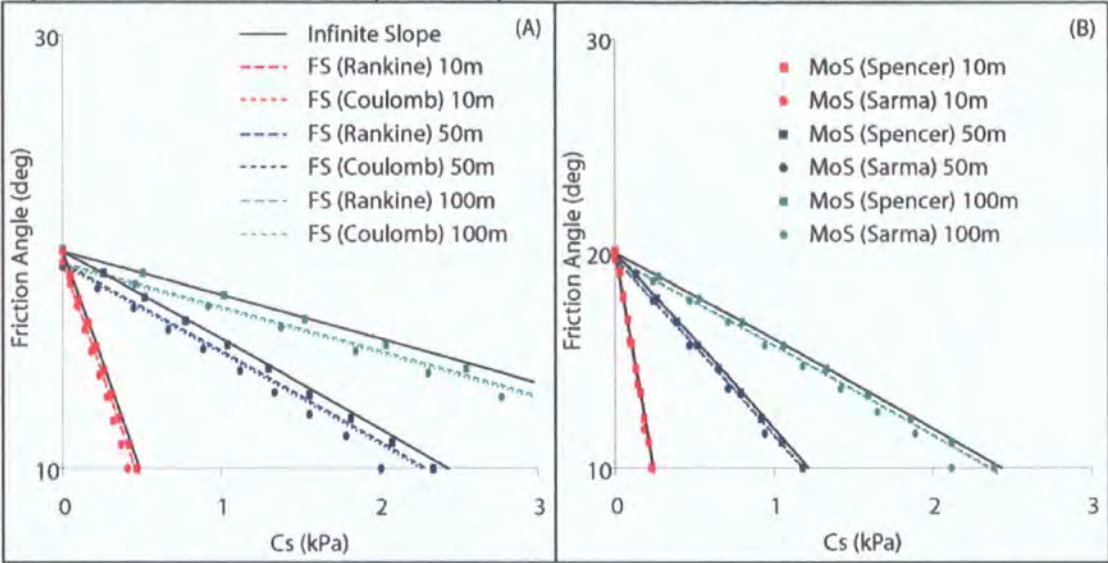 (A)
30
Infinite Slope
FS (Rankine) 10m
FS (Coulomb) 10m
FS (Rankine) 50m
FS (Coulomb) 50m
FS (Rankine) 100m
FS (Coulomb) 100m
Friction Angle (deg)
10
0
1
2
3
Cs (kPa)
(B)
30
MoS (Spencer) 10m
MoS (Sarma) 10m
MoS (Spencer) 50m
MoS (Sarma) 50m
MoS (Spencer) 100m
MoS (Sarma) 100m
Friction Angle (deg)
20
10
0
1
2
3
Cs (kPa)